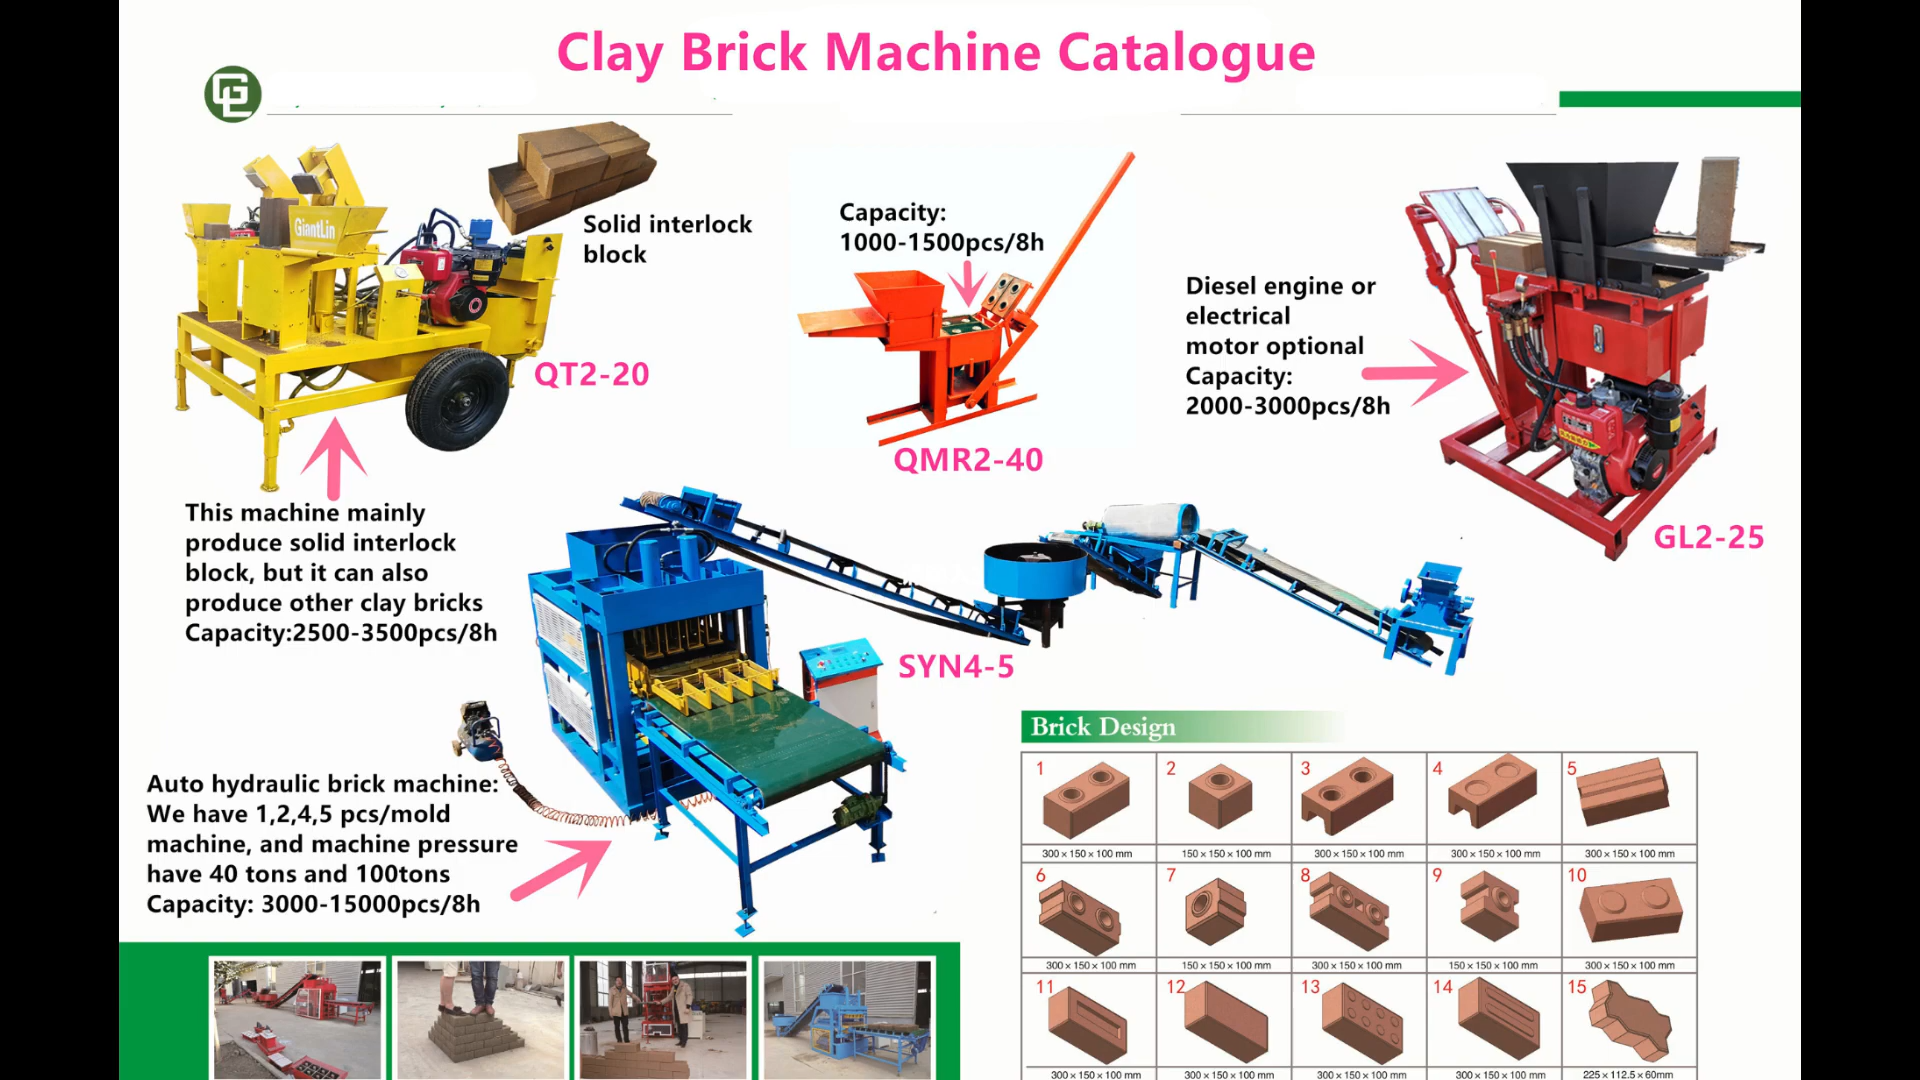 Clay Brick Machine Catalogue
GL
GiantLin
Solid interlock
block
QT2-20
This machine mainly
produce solid interlock
block, but it can also
produce other clay bricks
Capacity:2500-3500pcs/8h
Capacity:
1000-1500pcs/8h
QMR2-40
Diesel engine or
electrical
motor optional
Capacity:
2000-3000pcs/8h
GL2-25
SYN4-5
Auto hydraulic brick machine:
We have 1,2,4,5 pcs/mold
machine, and machine pressure
have 40 tons and 100tons
Capacity: 3000-15000pcs/8h
Brick Design
1 2 3 4 5
300 × 150 × 100 mm 150 × 150 × 100 mm 300 × 150 × 100 mm 300 × 150 × 100 mm 300 × 150 × 100 mm
6 7 8 9 10
300 × 150 × 100 mm 150 × 150 × 100 mm 300 × 150 × 100 mm 150 × 150 × 100 mm 300 × 150 × 100 mm
11 12 13 14 15
300 × 150 × 100 mm 300 × 150 × 100 mm 300 × 150 × 100 mm 300 × 150 × 100 mm 225 × 112.5 × 60mm